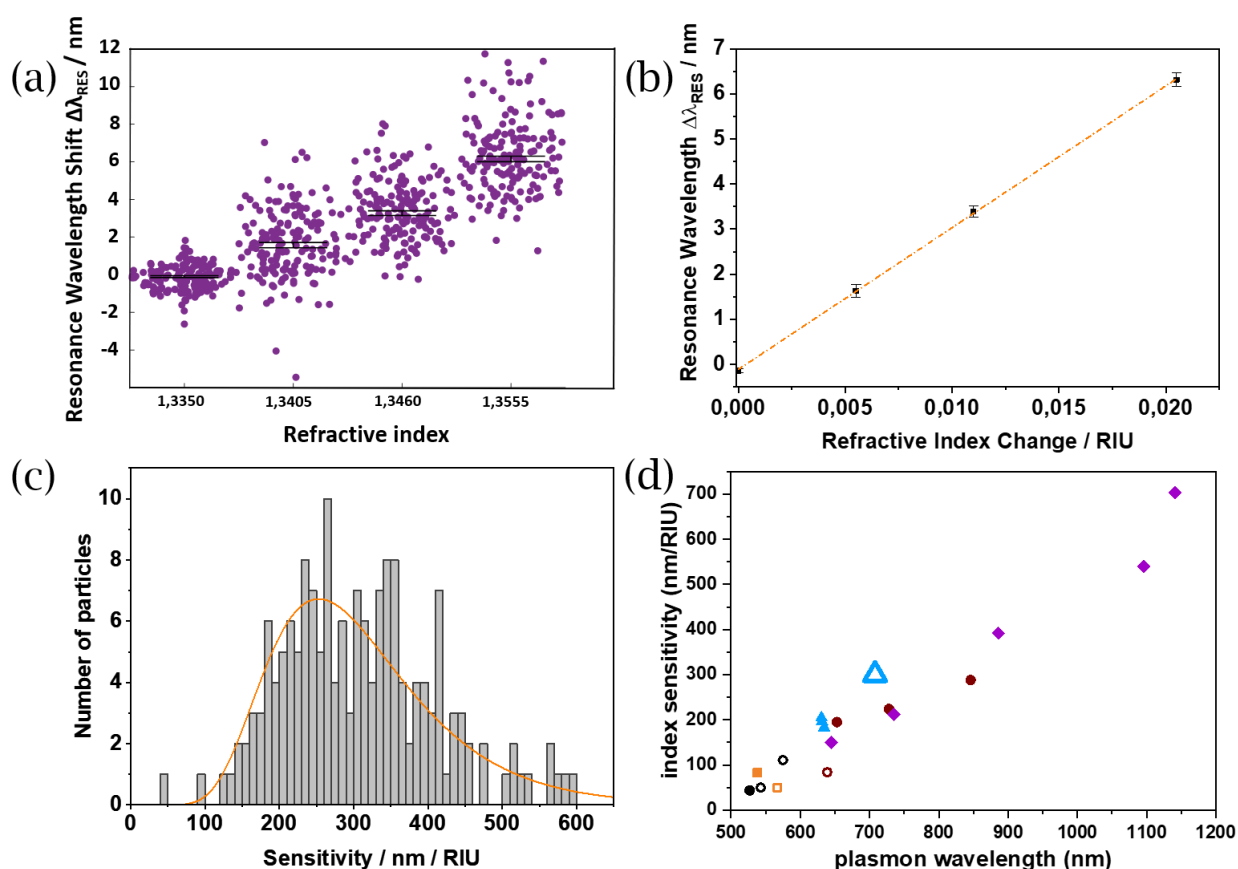 (a)
Resonance Wavelength Shift ΔλRES / nm
12
10
8
6
4
2
0
-2
-4
1,3350 1,3405 1,3460 1,3555
Refractive index
(b)
Resonance Wavelength ΔλRES / nm
7
6
5
4
3
2
1
0
0,000 0,005 0,010 0,015 0,020
Refractive Index Change / RIU
(c)
Number of particles
10
8
6
4
2
0
0 100 200 300 400 500 600
Sensitivity / nm / RIU
(d)
index sensitivity (nm/RIU)
700
600
500
400
300
200
100
0
500 600 700 800 900 1000 1100 1200
plasmon wavelength (nm)